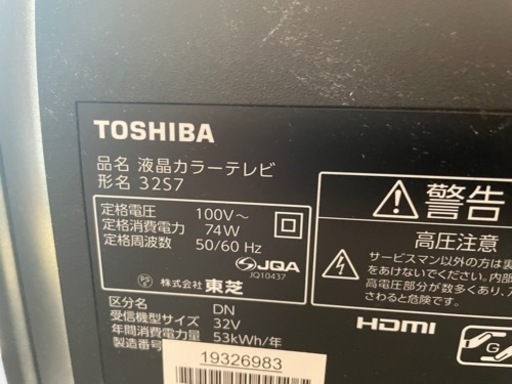 TOSHIBA
品名 液晶カラーテレビ
形名 32S7
定格電圧 100V~
定格消費電力 74W
定格周波数 50/60 Hz
JQA
JQ10437
株式会社 東芝
区分名 DN
受信機型サイズ 32V
年間消費電力量 53kWh/年
製造番号
19326983
警告
高圧注意
サービスマン以外の方は裏
あけないでください。内部
高電圧部分が数多くあり、
さわると危険です。
HDMI
G